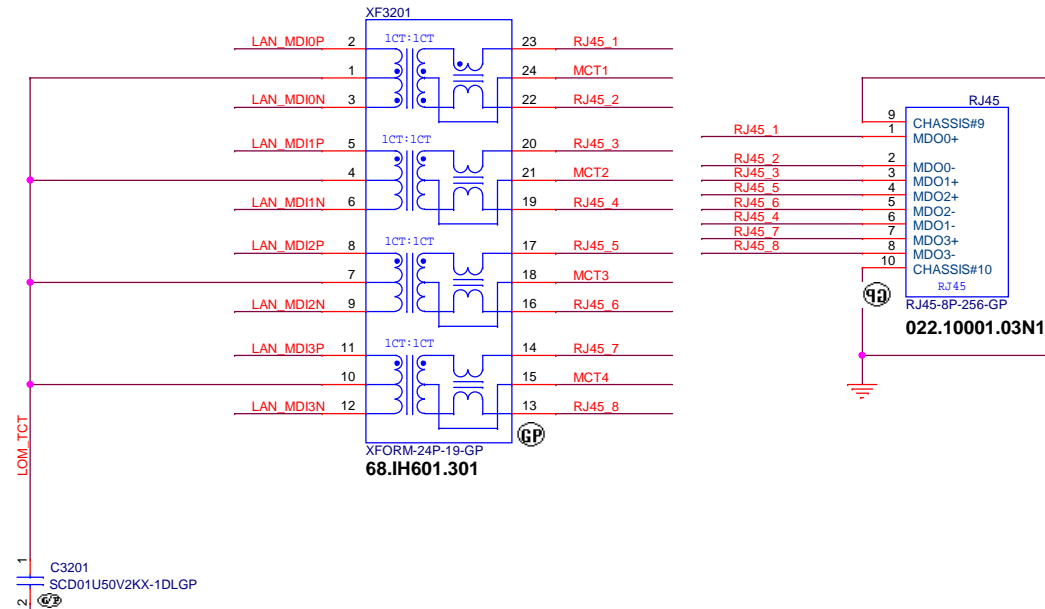 XF3201
LAN_MDI0P 2 1CT:1CT 23 RJ45_1
1 24 MCT1
LAN_MDI0N 3 22 RJ45_2
LAN_MDI1P 5 1CT:1CT 20 RJ45_3
4 21 MCT2
LAN_MDI1N 6 19 RJ45_4
LAN_MDI2P 8 1CT:1CT 17 RJ45_5
7 18 MCT3
LAN_MDI2N 9 16 RJ45_6
LAN_MDI3P 11 1CT:1CT 14 RJ45_7
10 15 MCT4
LAN_MDI3N 12 13 RJ45_8
GP
XFORM-24P-19-GP
68.IH601.301
LOM_TCT
1
C3201
SCD01U50V2KX-1DLGP
2
G/P
RJ45
9 CHASSIS#9
RJ45_1 1 MDO0+
RJ45_2 2 MDO0-
RJ45_3 3 MDO1+
RJ45_5 4 MDO2+
RJ45_6 5 MDO2-
RJ45_4 6 MDO1-
RJ45_7 7 MDO3+
RJ45_8 8 MDO3-
10 CHASSIS#10
RJ45
GP
RJ45-8P-256-GP
022.10001.03N1